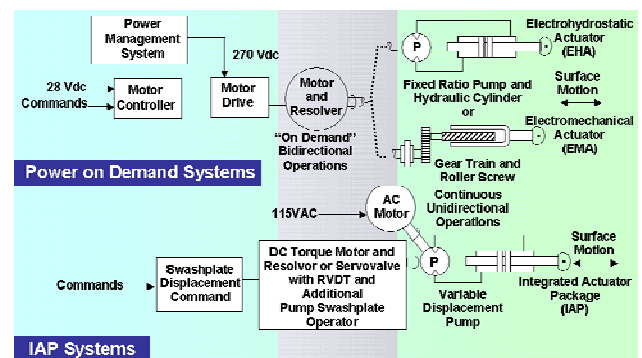 Power
Management
System
270 Vdc
28 Vdc
Commands
Motor
Controller
Motor
Drive
Motor
and
Resolver
"On Demand"
Bidirectional
Operations
P
Electrohydrostatic
Actuator
(EHA)
Fixed Ratio Pump and
Hydraulic Cylinder
or
Surface
Motion
Electromechanical
Actuator
(EMA)
Gear Train and
Roller Screw
Power on Demand Systems
115VAC
AC
Motor
Continuous
Unidirectional
Operations
Commands
Swashplate
Displacement
Command
DC Torque Motor and
Resolvor or Servovalve
with RVDT and
Additional
Pump Swashplate
Operator
P
Variable
Displacement
Pump
Surface
Motion
Integrated Actuator
Package
(IAP)
IAP Systems